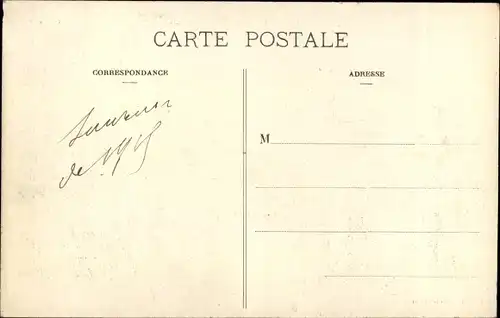 CARTE POSTALE
CORRESPONDANCE
ADRESSE
Souvenir
de
M